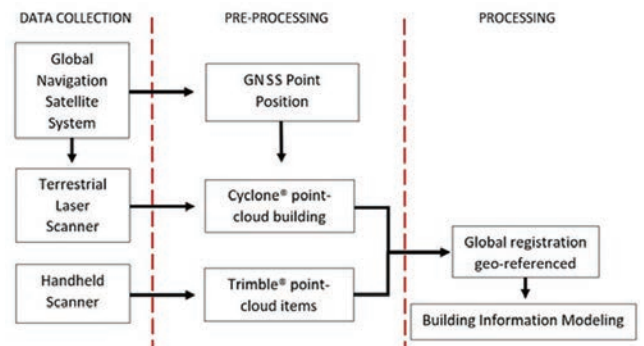 DATA COLLECTION
PRE-PROCESSING
PROCESSING
Global
Navigation
Satellite
System
GNSS Point
Position
Terrestrial
Laser
Scanner
Cyclone® point-
cloud building
Handheld
Scanner
Trimble® point-
cloud items
Global registration
geo-referenced
Building Information Modeling